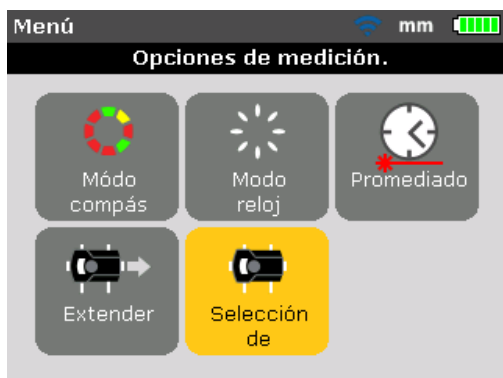 Menú mm
Opciones de medición.
Módo
compás
Modo
reloj
Promediado
Extender
Selección
de